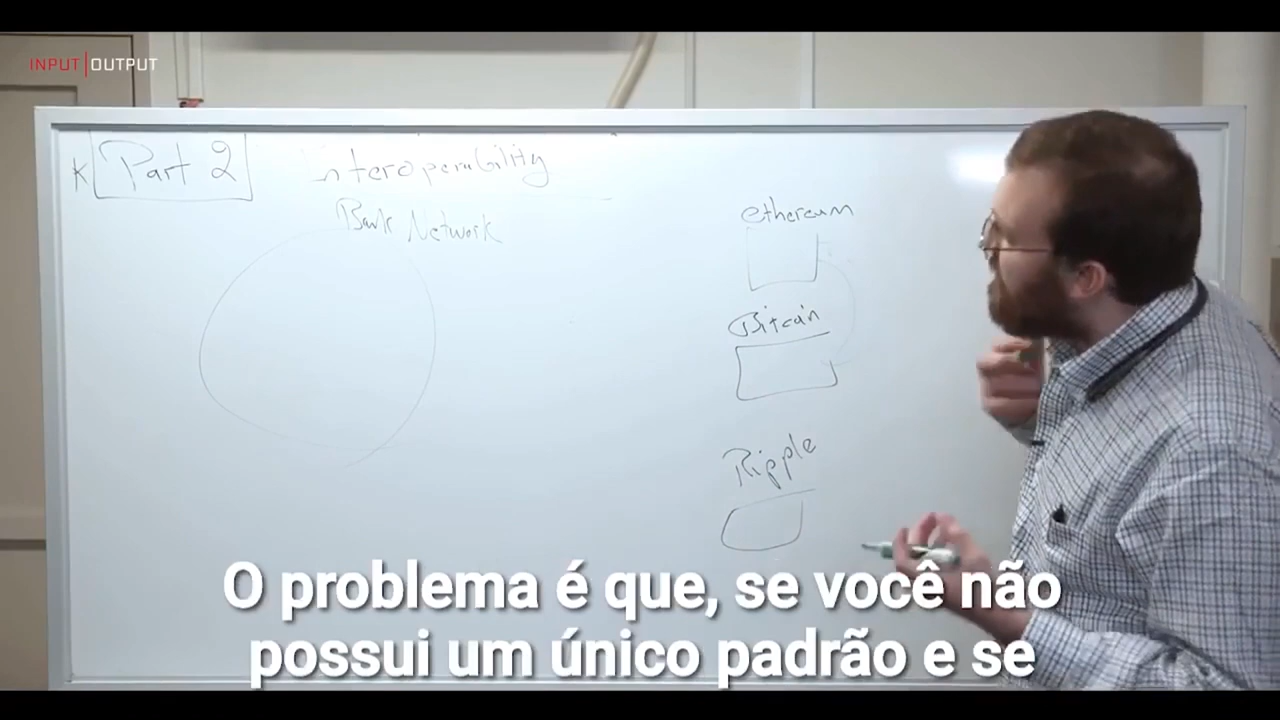 INPUT|OUTPUT
K Part 2 Interoperability
Bank Network
ethereum
Bitcoin
Ripple
O problema é que, se você não
possui um único padrão e se